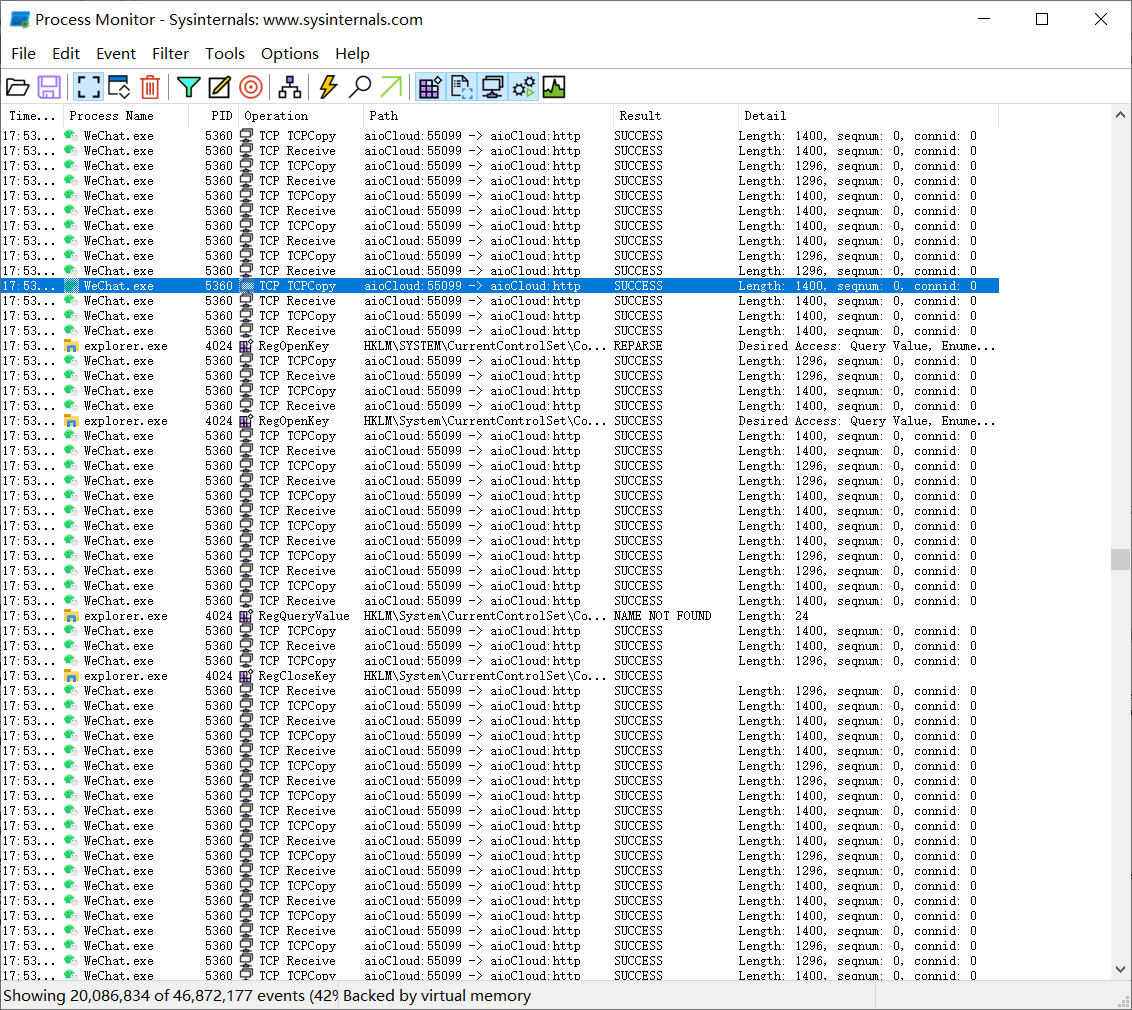 Process Monitor - Sysinternals: www.sysinternals.com
File Edit Event Filter Tools Options Help
Time... Process Name PID Operation Path Result Detail
17:53... WeChat.exe 5360 TCP TCPCopy aioCloud:55099 -> aioCloud:http SUCCESS Length: 1400, seqnum: 0, connid: 0
17:53... WeChat.exe 5360 TCP Receive aioCloud:55099 -> aioCloud:http SUCCESS Length: 1400, seqnum: 0, connid: 0
17:53... WeChat.exe 5360 TCP TCPCopy aioCloud:55099 -> aioCloud:http SUCCESS Length: 1296, seqnum: 0, connid: 0
17:53... WeChat.exe 5360 TCP Receive aioCloud:55099 -> aioCloud:http SUCCESS Length: 1296, seqnum: 0, connid: 0
17:53... WeChat.exe 5360 TCP TCPCopy aioCloud:55099 -> aioCloud:http SUCCESS Length: 1400, seqnum: 0, connid: 0
17:53... WeChat.exe 5360 TCP Receive aioCloud:55099 -> aioCloud:http SUCCESS Length: 1400, seqnum: 0, connid: 0
17:53... WeChat.exe 5360 TCP TCPCopy aioCloud:55099 -> aioCloud:http SUCCESS Length: 1400, seqnum: 0, connid: 0
17:53... WeChat.exe 5360 TCP Receive aioCloud:55099 -> aioCloud:http SUCCESS Length: 1400, seqnum: 0, connid: 0
17:53... WeChat.exe 5360 TCP TCPCopy aioCloud:55099 -> aioCloud:http SUCCESS Length: 1296, seqnum: 0, connid: 0
17:53... WeChat.exe 5360 TCP Receive aioCloud:55099 -> aioCloud:http SUCCESS Length: 1296, seqnum: 0, connid: 0
17:53... WeChat.exe 5360 TCP TCPCopy aioCloud:55099 -> aioCloud:http SUCCESS Length: 1400, seqnum: 0, connid: 0
17:53... WeChat.exe 5360 TCP Receive aioCloud:55099 -> aioCloud:http SUCCESS Length: 1400, seqnum: 0, connid: 0
17:53... WeChat.exe 5360 TCP TCPCopy aioCloud:55099 -> aioCloud:http SUCCESS Length: 1400, seqnum: 0, connid: 0
17:53... WeChat.exe 5360 TCP Receive aioCloud:55099 -> aioCloud:http SUCCESS Length: 1400, seqnum: 0, connid: 0
17:53... explorer.exe 4024 RegOpenKey HKLM\SYSTEM\CurrentControlSet\Co... REPARSE Desired Access: Query Value, Enume...
17:53... WeChat.exe 5360 TCP TCPCopy aioCloud:55099 -> aioCloud:http SUCCESS Length: 1296, seqnum: 0, connid: 0
17:53... WeChat.exe 5360 TCP Receive aioCloud:55099 -> aioCloud:http SUCCESS Length: 1296, seqnum: 0, connid: 0
17:53... WeChat.exe 5360 TCP TCPCopy aioCloud:55099 -> aioCloud:http SUCCESS Length: 1400, seqnum: 0, connid: 0
17:53... WeChat.exe 5360 TCP Receive aioCloud:55099 -> aioCloud:http SUCCESS Length: 1400, seqnum: 0, connid: 0
17:53... explorer.exe 4024 RegOpenKey HKLM\System\CurrentControlSet\Co... SUCCESS Desired Access: Query Value, Enume...
17:53... WeChat.exe 5360 TCP TCPCopy aioCloud:55099 -> aioCloud:http SUCCESS Length: 1400, seqnum: 0, connid: 0
17:53... WeChat.exe 5360 TCP Receive aioCloud:55099 -> aioCloud:http SUCCESS Length: 1400, seqnum: 0, connid: 0
17:53... WeChat.exe 5360 TCP TCPCopy aioCloud:55099 -> aioCloud:http SUCCESS Length: 1296, seqnum: 0, connid: 0
17:53... WeChat.exe 5360 TCP Receive aioCloud:55099 -> aioCloud:http SUCCESS Length: 1296, seqnum: 0, connid: 0
17:53... WeChat.exe 5360 TCP TCPCopy aioCloud:55099 -> aioCloud:http SUCCESS Length: 1400, seqnum: 0, connid: 0
17:53... WeChat.exe 5360 TCP Receive aioCloud:55099 -> aioCloud:http SUCCESS Length: 1400, seqnum: 0, connid: 0
17:53... WeChat.exe 5360 TCP TCPCopy aioCloud:55099 -> aioCloud:http SUCCESS Length: 1400, seqnum: 0, connid: 0
17:53... WeChat.exe 5360 TCP Receive aioCloud:55099 -> aioCloud:http SUCCESS Length: 1400, seqnum: 0, connid: 0
17:53... WeChat.exe 5360 TCP TCPCopy aioCloud:55099 -> aioCloud:http SUCCESS Length: 1296, seqnum: 0, connid: 0
17:53... WeChat.exe 5360 TCP Receive aioCloud:55099 -> aioCloud:http SUCCESS Length: 1296, seqnum: 0, connid: 0
17:53... WeChat.exe 5360 TCP TCPCopy aioCloud:55099 -> aioCloud:http SUCCESS Length: 1400, seqnum: 0, connid: 0
17:53... WeChat.exe 5360 TCP Receive aioCloud:55099 -> aioCloud:http SUCCESS Length: 1400, seqnum: 0, connid: 0
17:53... explorer.exe 4024 RegQueryValue HKLM\System\CurrentControlSet\Co... NAME NOT FOUND Length: 24
17:53... WeChat.exe 5360 TCP TCPCopy aioCloud:55099 -> aioCloud:http SUCCESS Length: 1400, seqnum: 0, connid: 0
17:53... WeChat.exe 5360 TCP Receive aioCloud:55099 -> aioCloud:http SUCCESS Length: 1400, seqnum: 0, connid: 0
17:53... WeChat.exe 5360 TCP TCPCopy aioCloud:55099 -> aioCloud:http SUCCESS Length: 1296, seqnum: 0, connid: 0
17:53... explorer.exe 4024 RegCloseKey HKLM\System\CurrentControlSet\Co... SUCCESS
17:53... WeChat.exe 5360 TCP Receive aioCloud:55099 -> aioCloud:http SUCCESS Length: 1296, seqnum: 0, connid: 0
17:53... WeChat.exe 5360 TCP TCPCopy aioCloud:55099 -> aioCloud:http SUCCESS Length: 1400, seqnum: 0, connid: 0
17:53... WeChat.exe 5360 TCP Receive aioCloud:55099 -> aioCloud:http SUCCESS Length: 1400, seqnum: 0, connid: 0
17:53... WeChat.exe 5360 TCP TCPCopy aioCloud:55099 -> aioCloud:http SUCCESS Length: 1400, seqnum: 0, connid: 0
17:53... WeChat.exe 5360 TCP Receive aioCloud:55099 -> aioCloud:http SUCCESS Length: 1400, seqnum: 0, connid: 0
17:53... WeChat.exe 5360 TCP TCPCopy aioCloud:55099 -> aioCloud:http SUCCESS Length: 1296, seqnum: 0, connid: 0
17:53... WeChat.exe 5360 TCP Receive aioCloud:55099 -> aioCloud:http SUCCESS Length: 1296, seqnum: 0, connid: 0
17:53... WeChat.exe 5360 TCP TCPCopy aioCloud:55099 -> aioCloud:http SUCCESS Length: 1400, seqnum: 0, connid: 0
17:53... WeChat.exe 5360 TCP Receive aioCloud:55099 -> aioCloud:http SUCCESS Length: 1400, seqnum: 0, connid: 0
17:53... WeChat.exe 5360 TCP TCPCopy aioCloud:55099 -> aioCloud:http SUCCESS Length: 1400, seqnum: 0, connid: 0
17:53... WeChat.exe 5360 TCP Receive aioCloud:55099 -> aioCloud:http SUCCESS Length: 1400, seqnum: 0, connid: 0
17:53... WeChat.exe 5360 TCP TCPCopy aioCloud:55099 -> aioCloud:http SUCCESS Length: 1296, seqnum: 0, connid: 0
17:53... WeChat.exe 5360 TCP Receive aioCloud:55099 -> aioCloud:http SUCCESS Length: 1296, seqnum: 0, connid: 0
17:53... WeChat.exe 5360 TCP TCPCopy aioCloud:55099 -> aioCloud:http SUCCESS Length: 1400, seqnum: 0, connid: 0
17:53... WeChat.exe 5360 TCP Receive aioCloud:55099 -> aioCloud:http SUCCESS Length: 1400, seqnum: 0, connid: 0
17:53... WeChat.exe 5360 TCP TCPCopy aioCloud:55099 -> aioCloud:http SUCCESS Length: 1400, seqnum: 0, connid: 0
17:53... WeChat.exe 5360 TCP Receive aioCloud:55099 -> aioCloud:http SUCCESS Length: 1400, seqnum: 0, connid: 0
17:53... WeChat.exe 5360 TCP TCPCopy aioCloud:55099 -> aioCloud:http SUCCESS Length: 1296, seqnum: 0, connid: 0
17:53... WeChat.exe 5360 TCP Receive aioCloud:55099 -> aioCloud:http SUCCESS Length: 1296, seqnum: 0, connid: 0
17:53... WeChat.exe 5360 TCP TCPCopy aioCloud:55099 -> aioCloud:http SUCCESS Length: 1400, seqnum: 0, connid: 0
Showing 20,086,834 of 46,872,177 events (42% Backed by virtual memory